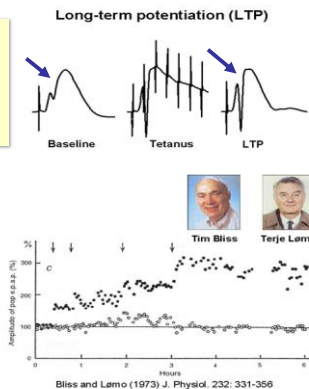 Long-term potentiation (LTP)
Baseline
Tetanus
LTP
Tim Bliss
Terje Løm
%
c
300
200
100
Amplitude of pop e.p.s.p. (%)
0
1
2
3
4
5
6
Hours
Bliss and Lømo (1973) J. Physiol. 232: 331-356